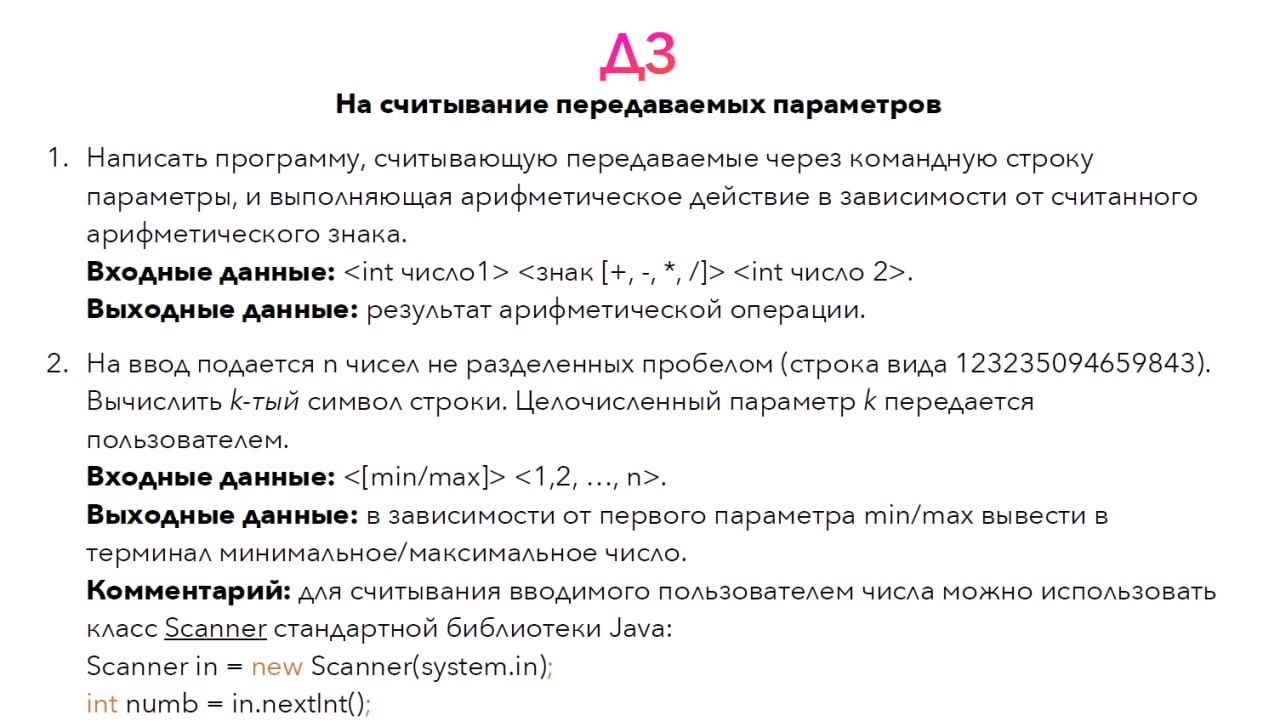 ДЗ
На считывание передаваемых параметров
1. Написать программу, считывающую передаваемые через командную строку
параметры, и выполняющая арифметическое действие в зависимости от считанного
арифметического знака.
Входные данные: <int число1> <знак [+, -, *, /]> <int число 2>.
Выходные данные: результат арифметической операции.
2. На ввод подается n чисел не разделенных пробелом (строка вида 123235094659843).
Вычислить k-тый символ строки. Целочисленный параметр k передается
пользователем.
Входные данные: <[min/max]> <1,2, …, n>.
Выходные данные: в зависимости от первого параметра min/max вывести в
терминал минимальное/максимальное число.
Комментарий: для считывания вводимого пользователем числа можно использовать
класс Scanner стандартной библиотеки Java:
Scanner in = new Scanner(system.in);
int numb = in.nextInt();